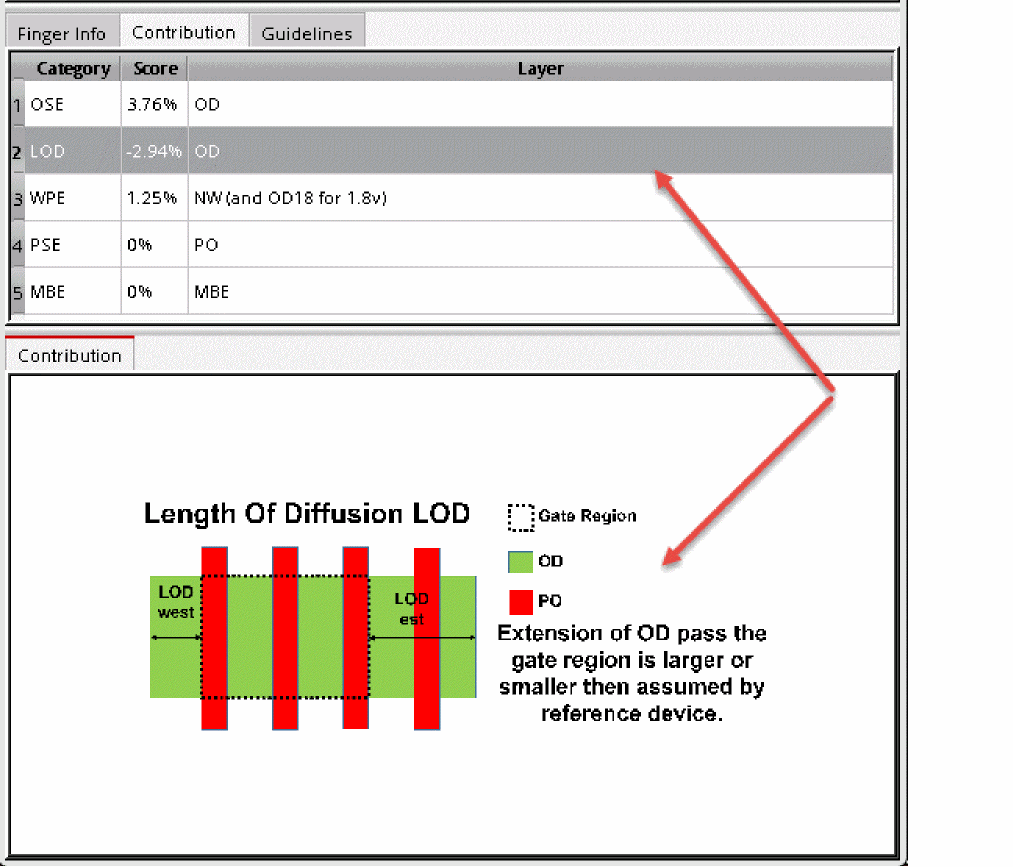 Finger Info Contribution Guidelines
Category Score Layer
1 OSE 3.76% OD
2 LOD -2.94% OD
3 WPE 1.25% NW (and OD18 for 1.8v)
4 PSE 0% PO
5 MBE 0% MBE
Contribution
Length Of Diffusion LOD
Gate Region
OD
PO
LOD
west
LOD
est
Extension of OD pass the
gate region is larger or
smaller then assumed by
reference device.